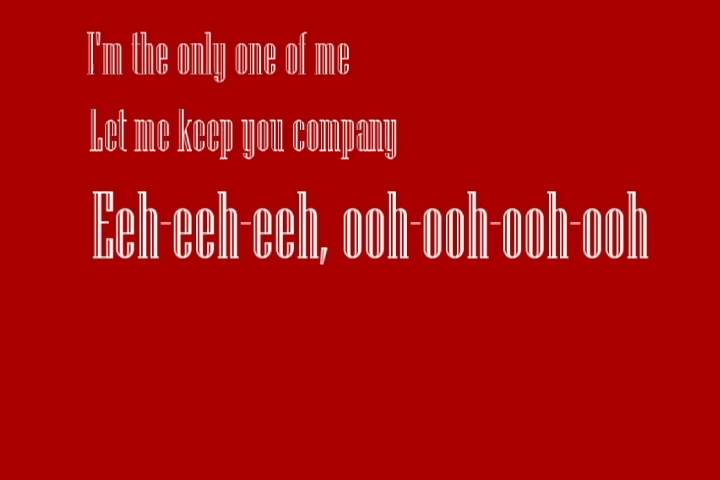 I'm the only one of me
Let me keep you company
Eeh-eeh-eeh, ooh-ooh-ooh-ooh